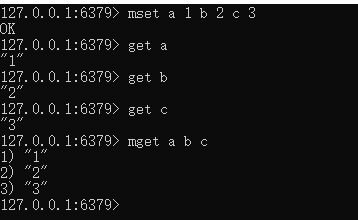 127.0.0.1:6379> mset a 1 b 2 c 3
OK
127.0.0.1:6379> get a
"1"
127.0.0.1:6379> get b
"2"
127.0.0.1:6379> get c
"3"
127.0.0.1:6379> mget a b c
1) "1"
2) "2"
3) "3"
127.0.0.1:6379>